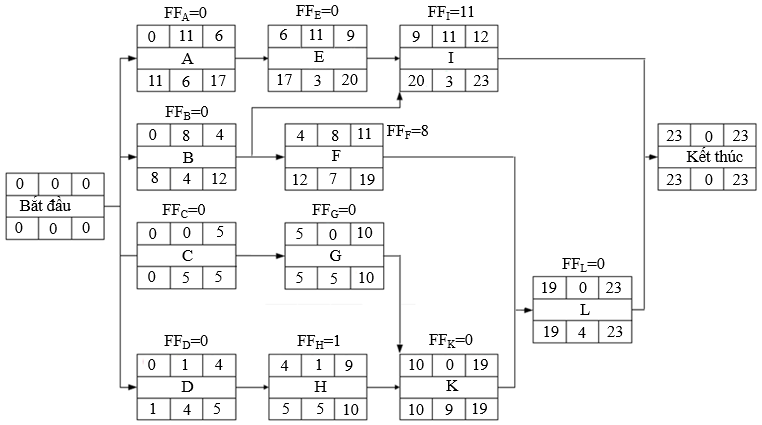 FFA=0
0 11 6
A
11 6 17
FFE=0
6 11 9
E
17 3 20
FFI=11
9 11 12
I
20 3 23
FFB=0
0 8 4
B
8 4 12
4 8 11
F
12 7 19
FFF=8
23 0 23
Kết thúc
23 0 23
0 0 0
Bắt đầu
0 0 0
FFC=0
0 0 5
C
0 5 5
FFG=0
5 0 10
G
5 5 10
FFL=0
19 0 23
L
19 4 23
FFD=0
0 1 4
D
1 4 5
FFH=1
4 1 9
H
5 5 10
FFK=0
10 0 19
K
10 9 19